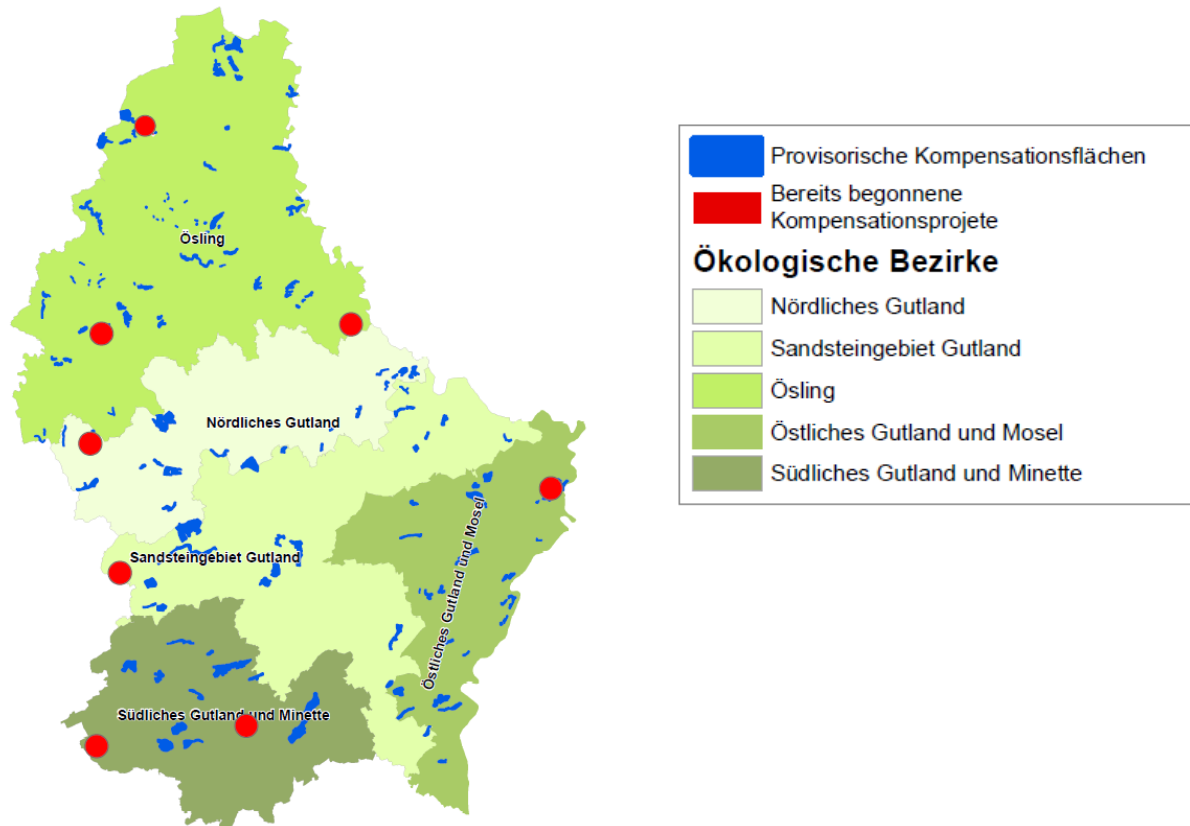 Ösling
Nördliches Gutland
Sandsteingebiet Gutland
Östliches Gutland und Mosel
Südliches Gutland und Minette
Provisorische Kompensationsflächen
Bereits begonnene
Kompensationsprojete
Ökologische Bezirke
Nördliches Gutland
Sandsteingebiet Gutland
Ösling
Östliches Gutland und Mosel
Südliches Gutland und Minette